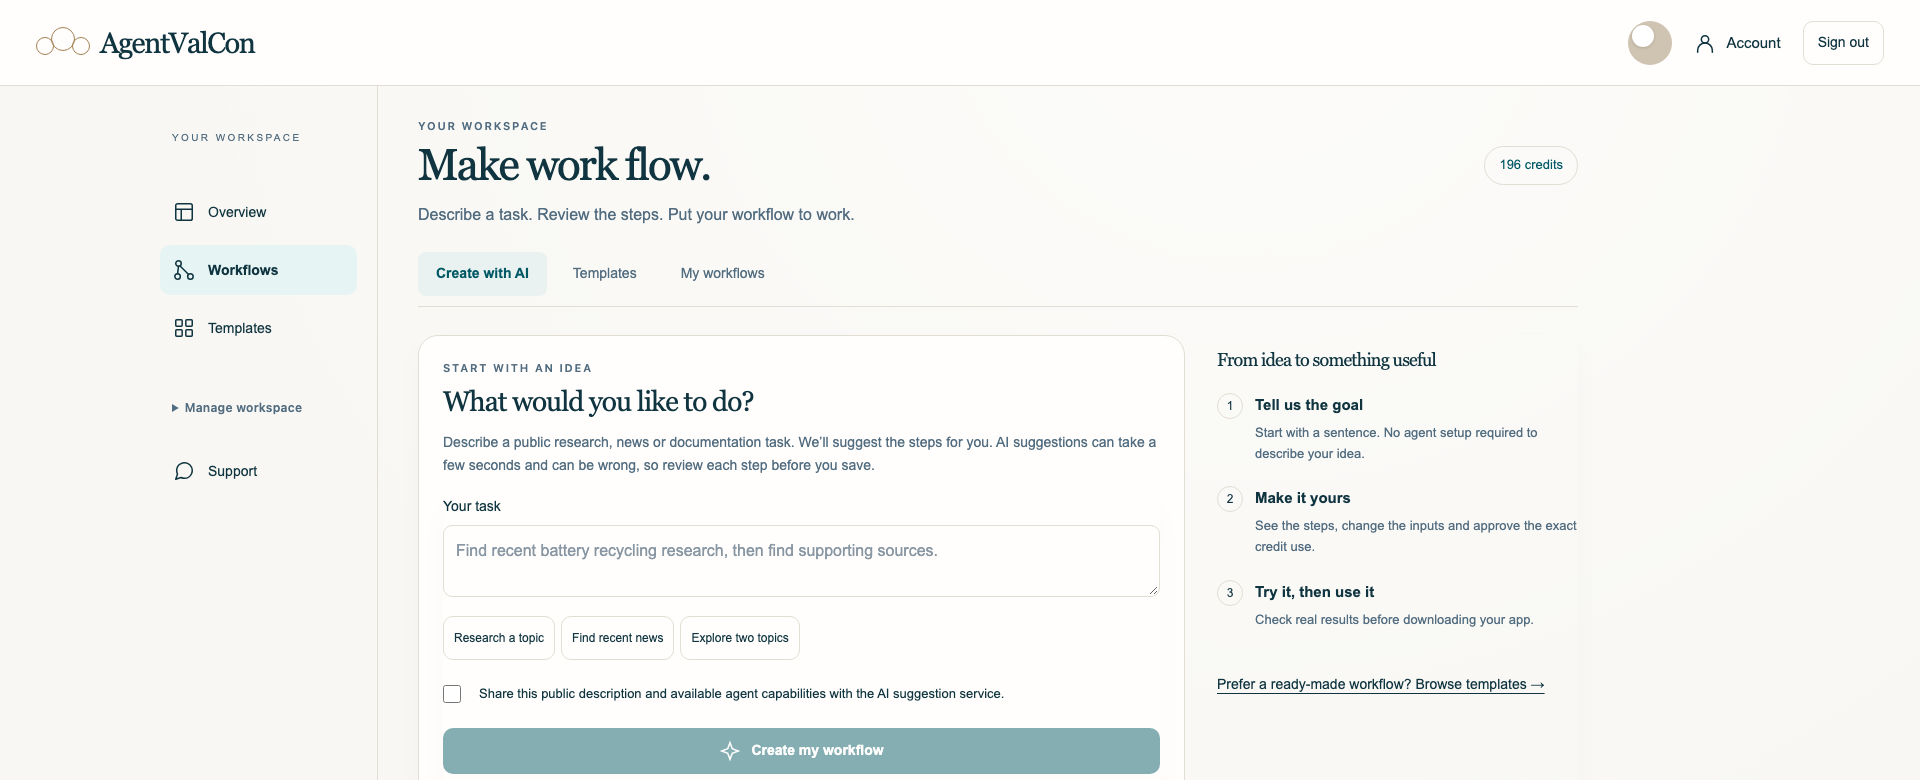 AgentValCon
Account
Sign out
YOUR WORKSPACE
Overview
Workflows
Templates
Manage workspace
Support
YOUR WORKSPACE
Make work flow.
196 credits
Describe a task. Review the steps. Put your workflow to work.
Create with AI
Templates
My workflows
START WITH AN IDEA
What would you like to do?
Describe a public research, news or documentation task. We’ll suggest the steps for you. AI suggestions can take a
few seconds and can be wrong, so review each step before you save.
Your task
Find recent battery recycling research, then find supporting sources.
Research a topic
Find recent news
Explore two topics
Share this public description and available agent capabilities with the AI suggestion service.
Create my workflow
From idea to something useful
1
Tell us the goal
Start with a sentence. No agent setup required to
describe your idea.
2
Make it yours
See the steps, change the inputs and approve the exact
credit use.
3
Try it, then use it
Check real results before downloading your app.
Prefer a ready-made workflow? Browse templates →